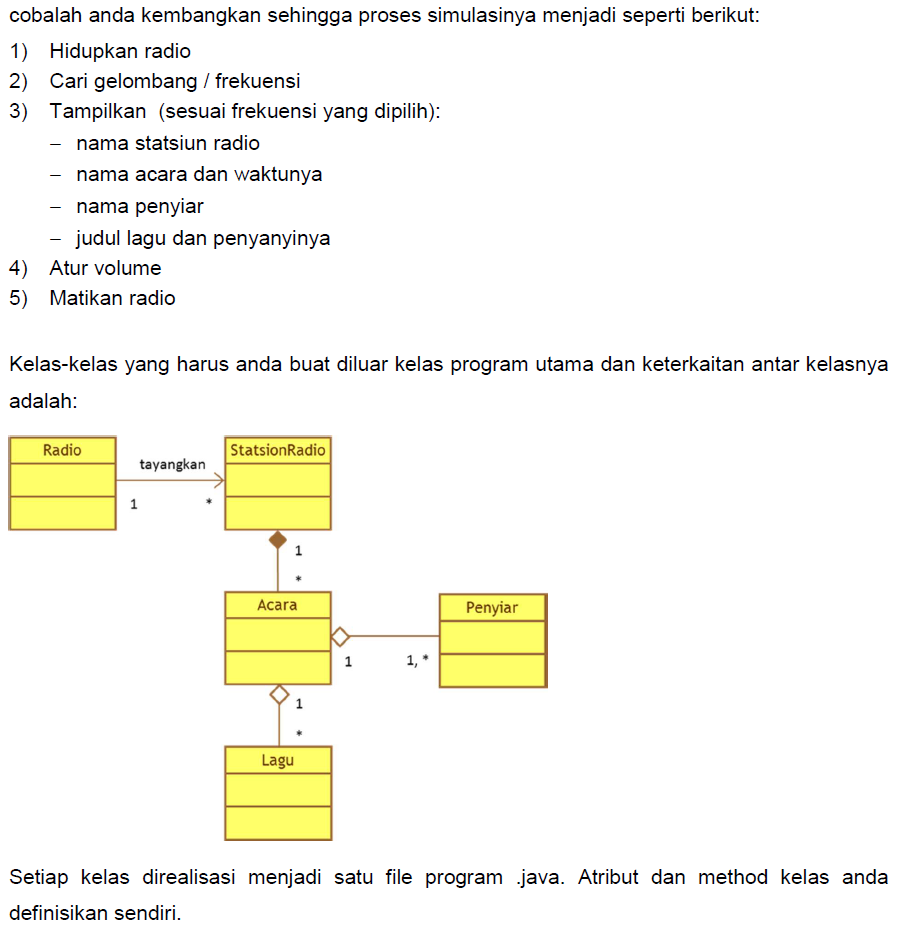 cobalah anda kembangkan sehingga proses simulasinya menjadi seperti berikut:
1) Hidupkan radio
2) Cari gelombang / frekuensi
3) Tampilkan (sesuai frekuensi yang dipilih):
– nama statsiun radio
– nama acara dan waktunya
– nama penyiar
– judul lagu dan penyanyinya
4) Atur volume
5) Matikan radio
Kelas-kelas yang harus anda buat diluar kelas program utama dan keterkaitan antar kelasnya
adalah:
Radio
StatsionRadio
tayangkan
1
*
1
*
Acara
Penyiar
1
1, *
1
*
Lagu
Setiap kelas direalisasi menjadi satu file program .java. Atribut dan method kelas anda
definisikan sendiri.